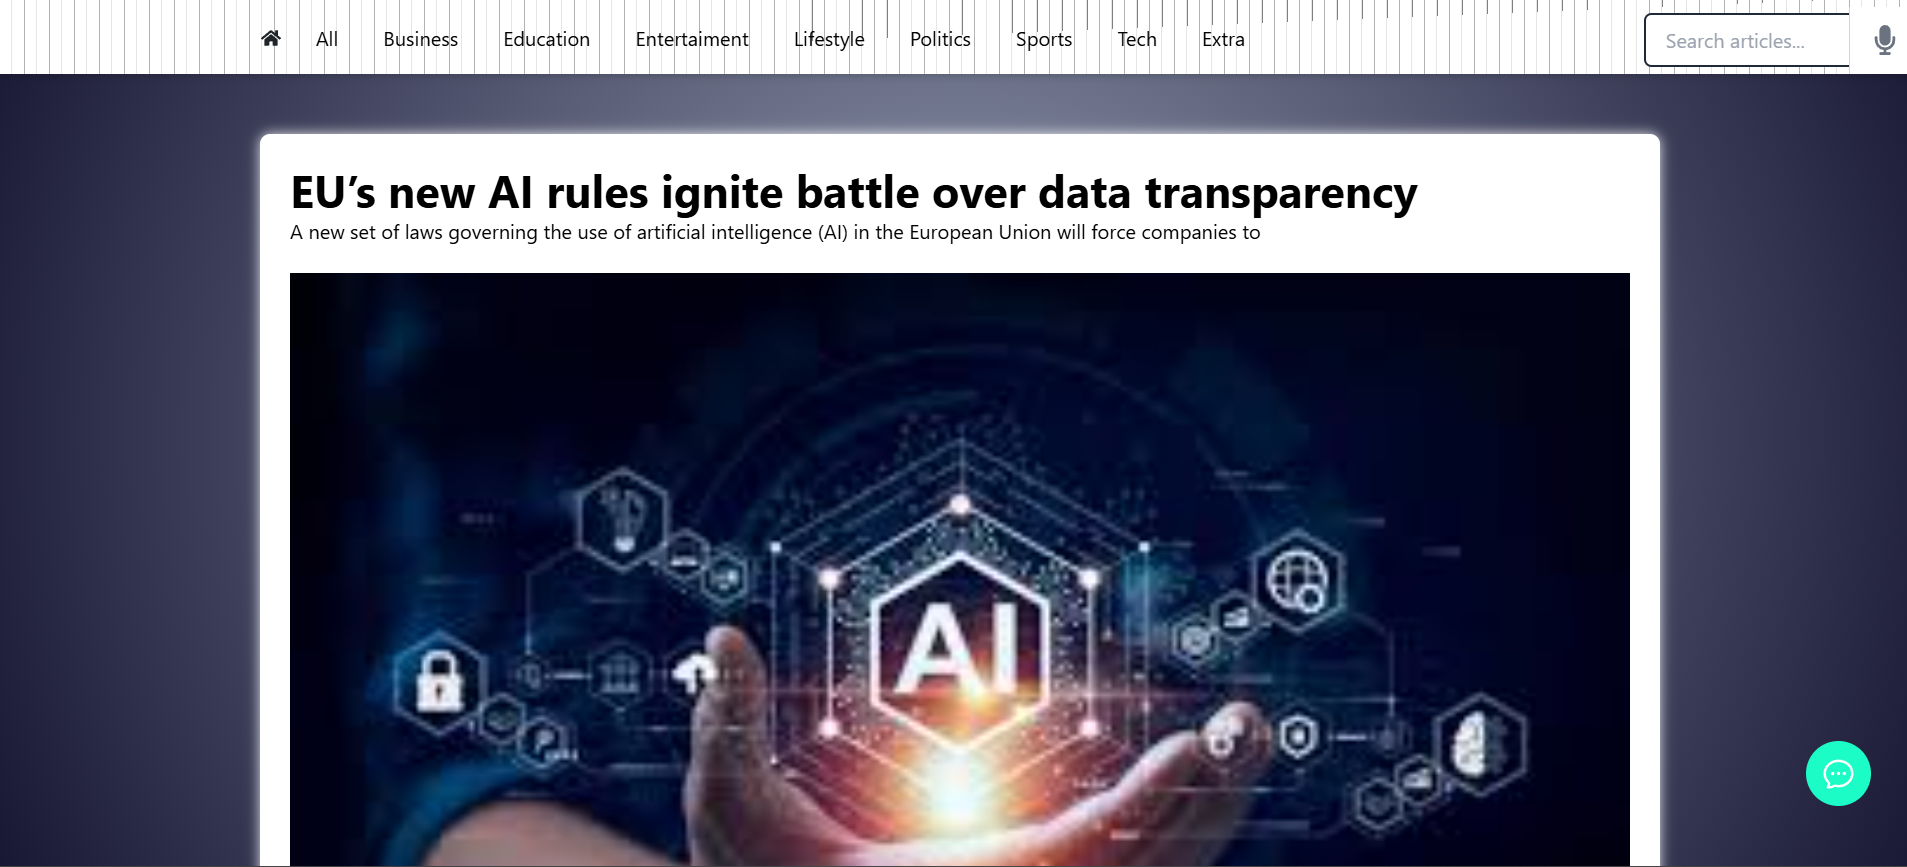 All Business Education Entertaiment Lifestyle Politics Sports Tech Extra
Search articles...
EU’s new AI rules ignite battle over data transparency
A new set of laws governing the use of artificial intelligence (AI) in the European Union will force companies to
AI